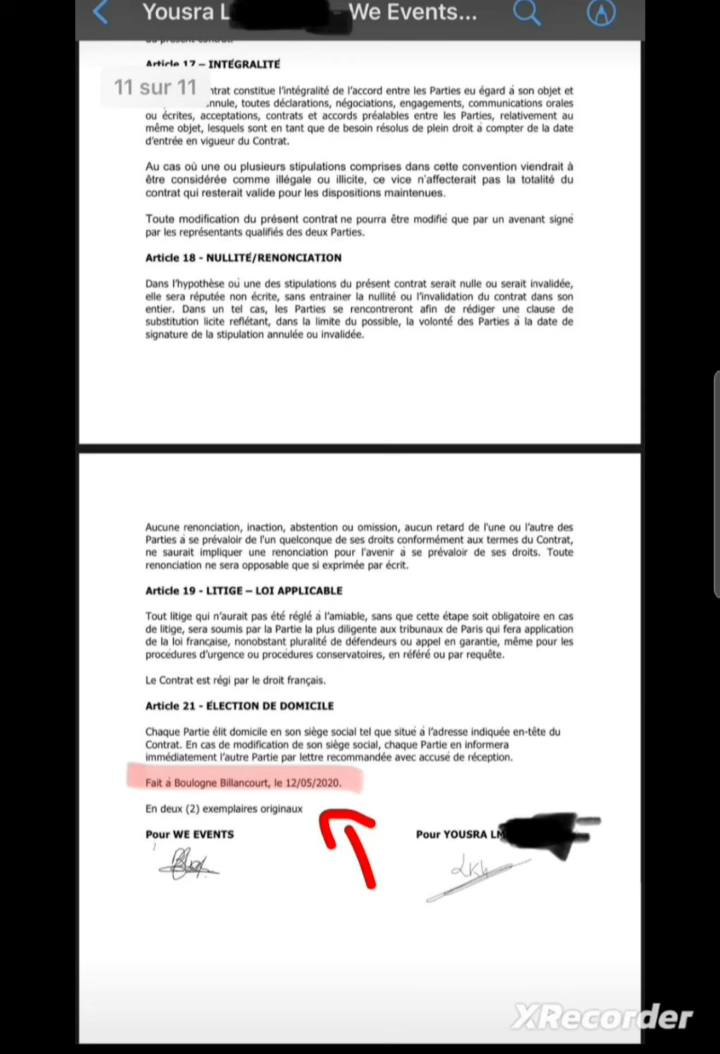 Yousra L We Events...
Article 17 – INTÉGRALITÉ
11 sur 11
ntrat constitue l'intégralité de l'accord entre les Parties eu égard à son objet et
nnule, toutes déclarations, négociations, engagements, communications orales
ou écrites, acceptations, contrats et accords préalables entre les Parties, relativement au
même objet, lesquels sont en tant que de besoin résolus de plein droit à compter de la date
d'entrée en vigueur du Contrat.
Au cas où une ou plusieurs stipulations comprises dans cette convention viendrait à
être considérée comme illégale ou illicite, ce vice n'affecterait pas la totalité du
contrat qui resterait valide pour les dispositions maintenues.
Toute modification du présent contrat ne pourra être modifié que par un avenant signé
par les représentants qualifiés des deux Parties.
Article 18 - NULLITÉ/RENONCIATION
Dans l'hypothèse où une des stipulations du présent contrat serait nulle ou serait invalidée,
elle sera réputée non écrite, sans entrainer la nullité ou l'invalidation du contrat dans son
entier. Dans un tel cas, les Parties se rencontreront afin de rédiger une clause de
substitution licite reflétant, dans la limite du possible, la volonté des Parties à la date de
signature de la stipulation annulée ou invalidée.
Aucune renonciation, inaction, abstention ou omission, aucun retard de l'une ou l'autre des
Parties à se prévaloir de l'un quelconque de ses droits conformément aux termes du Contrat,
ne saurait impliquer une renonciation pour l'avenir à se prévaloir de ses droits. Toute
renonciation ne sera opposable que si exprimée par écrit.
Article 19 - LITIGE – LOI APPLICABLE
Tout litige qui n'aurait pas été réglé à l'amiable, sans que cette étape soit obligatoire en cas
de litige, sera soumis par la Partie la plus diligente aux tribunaux de Paris qui fera application
de la loi française, nonobstant pluralité de défendeurs ou appel en garantie, même pour les
procédures d'urgence ou procédures conservatoires, en référé ou par requête.
Le Contrat est régi par le droit français.
Article 21 - ÉLECTION DE DOMICILE
Chaque Partie élit domicile en son siège social tel que situé à l'adresse indiquée en-tête du
Contrat. En cas de modification de son siège social, chaque Partie en informera
immédiatement l'autre Partie par lettre recommandée avec accusé de réception.
Fait à Boulogne Billancourt, le 12/05/2020.
En deux (2) exemplaires originaux
Pour WE EVENTS Pour YOUSRA LM
XRecorder